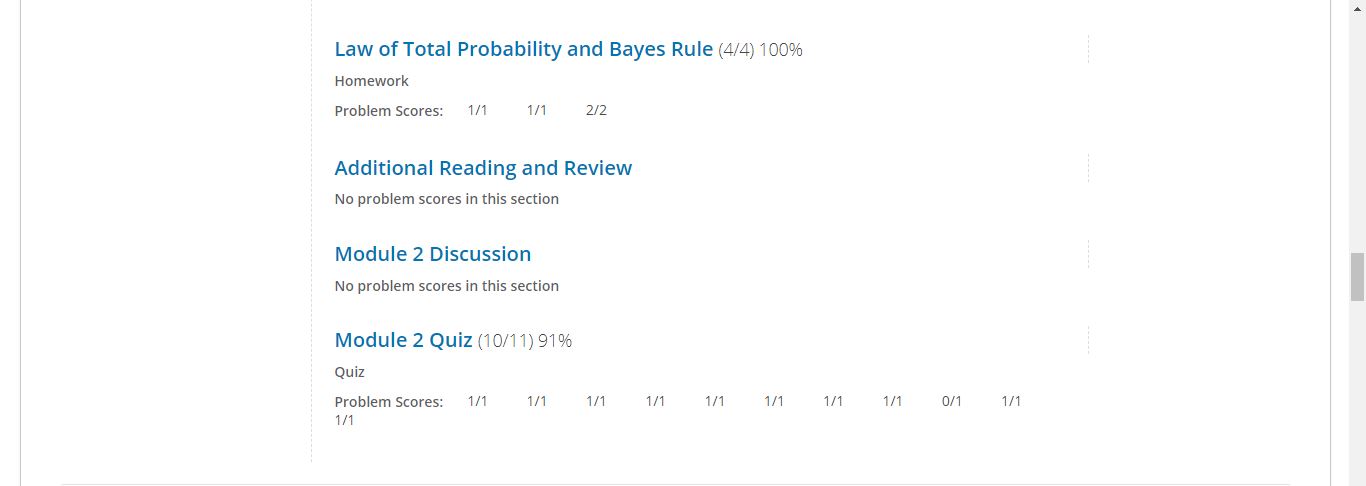 Law of Total Probability and Bayes Rule (4/4) 100%
Homework
Problem Scores: 1/1 1/1 2/2
Additional Reading and Review
No problem scores in this section
Module 2 Discussion
No problem scores in this section
Module 2 Quiz (10/11) 91%
Quiz
Problem Scores: 1/1 1/1 1/1 1/1 1/1 1/1 1/1 1/1 0/1 1/1
1/1